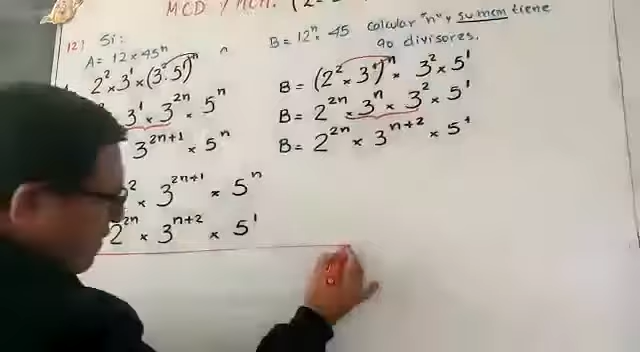 MCD Y MCM. (2
12) Si: B = 12ⁿ × 45 calcular "n" y su mcm tiene
A = 12 × 45ⁿ 90 divisores.
2² × 3¹ × (3² · 5¹)ⁿ B = (2² × 3¹)ⁿ × 3² × 5¹
3¹ × 3²ⁿ × 5ⁿ B = 2²ⁿ × 3ⁿ × 3² × 5¹
3²ⁿ⁺¹ × 5ⁿ B = 2²ⁿ × 3ⁿ⁺² × 5¹
² × 3²ⁿ⁺¹ × 5ⁿ
2²ⁿ × 3ⁿ⁺² × 5¹